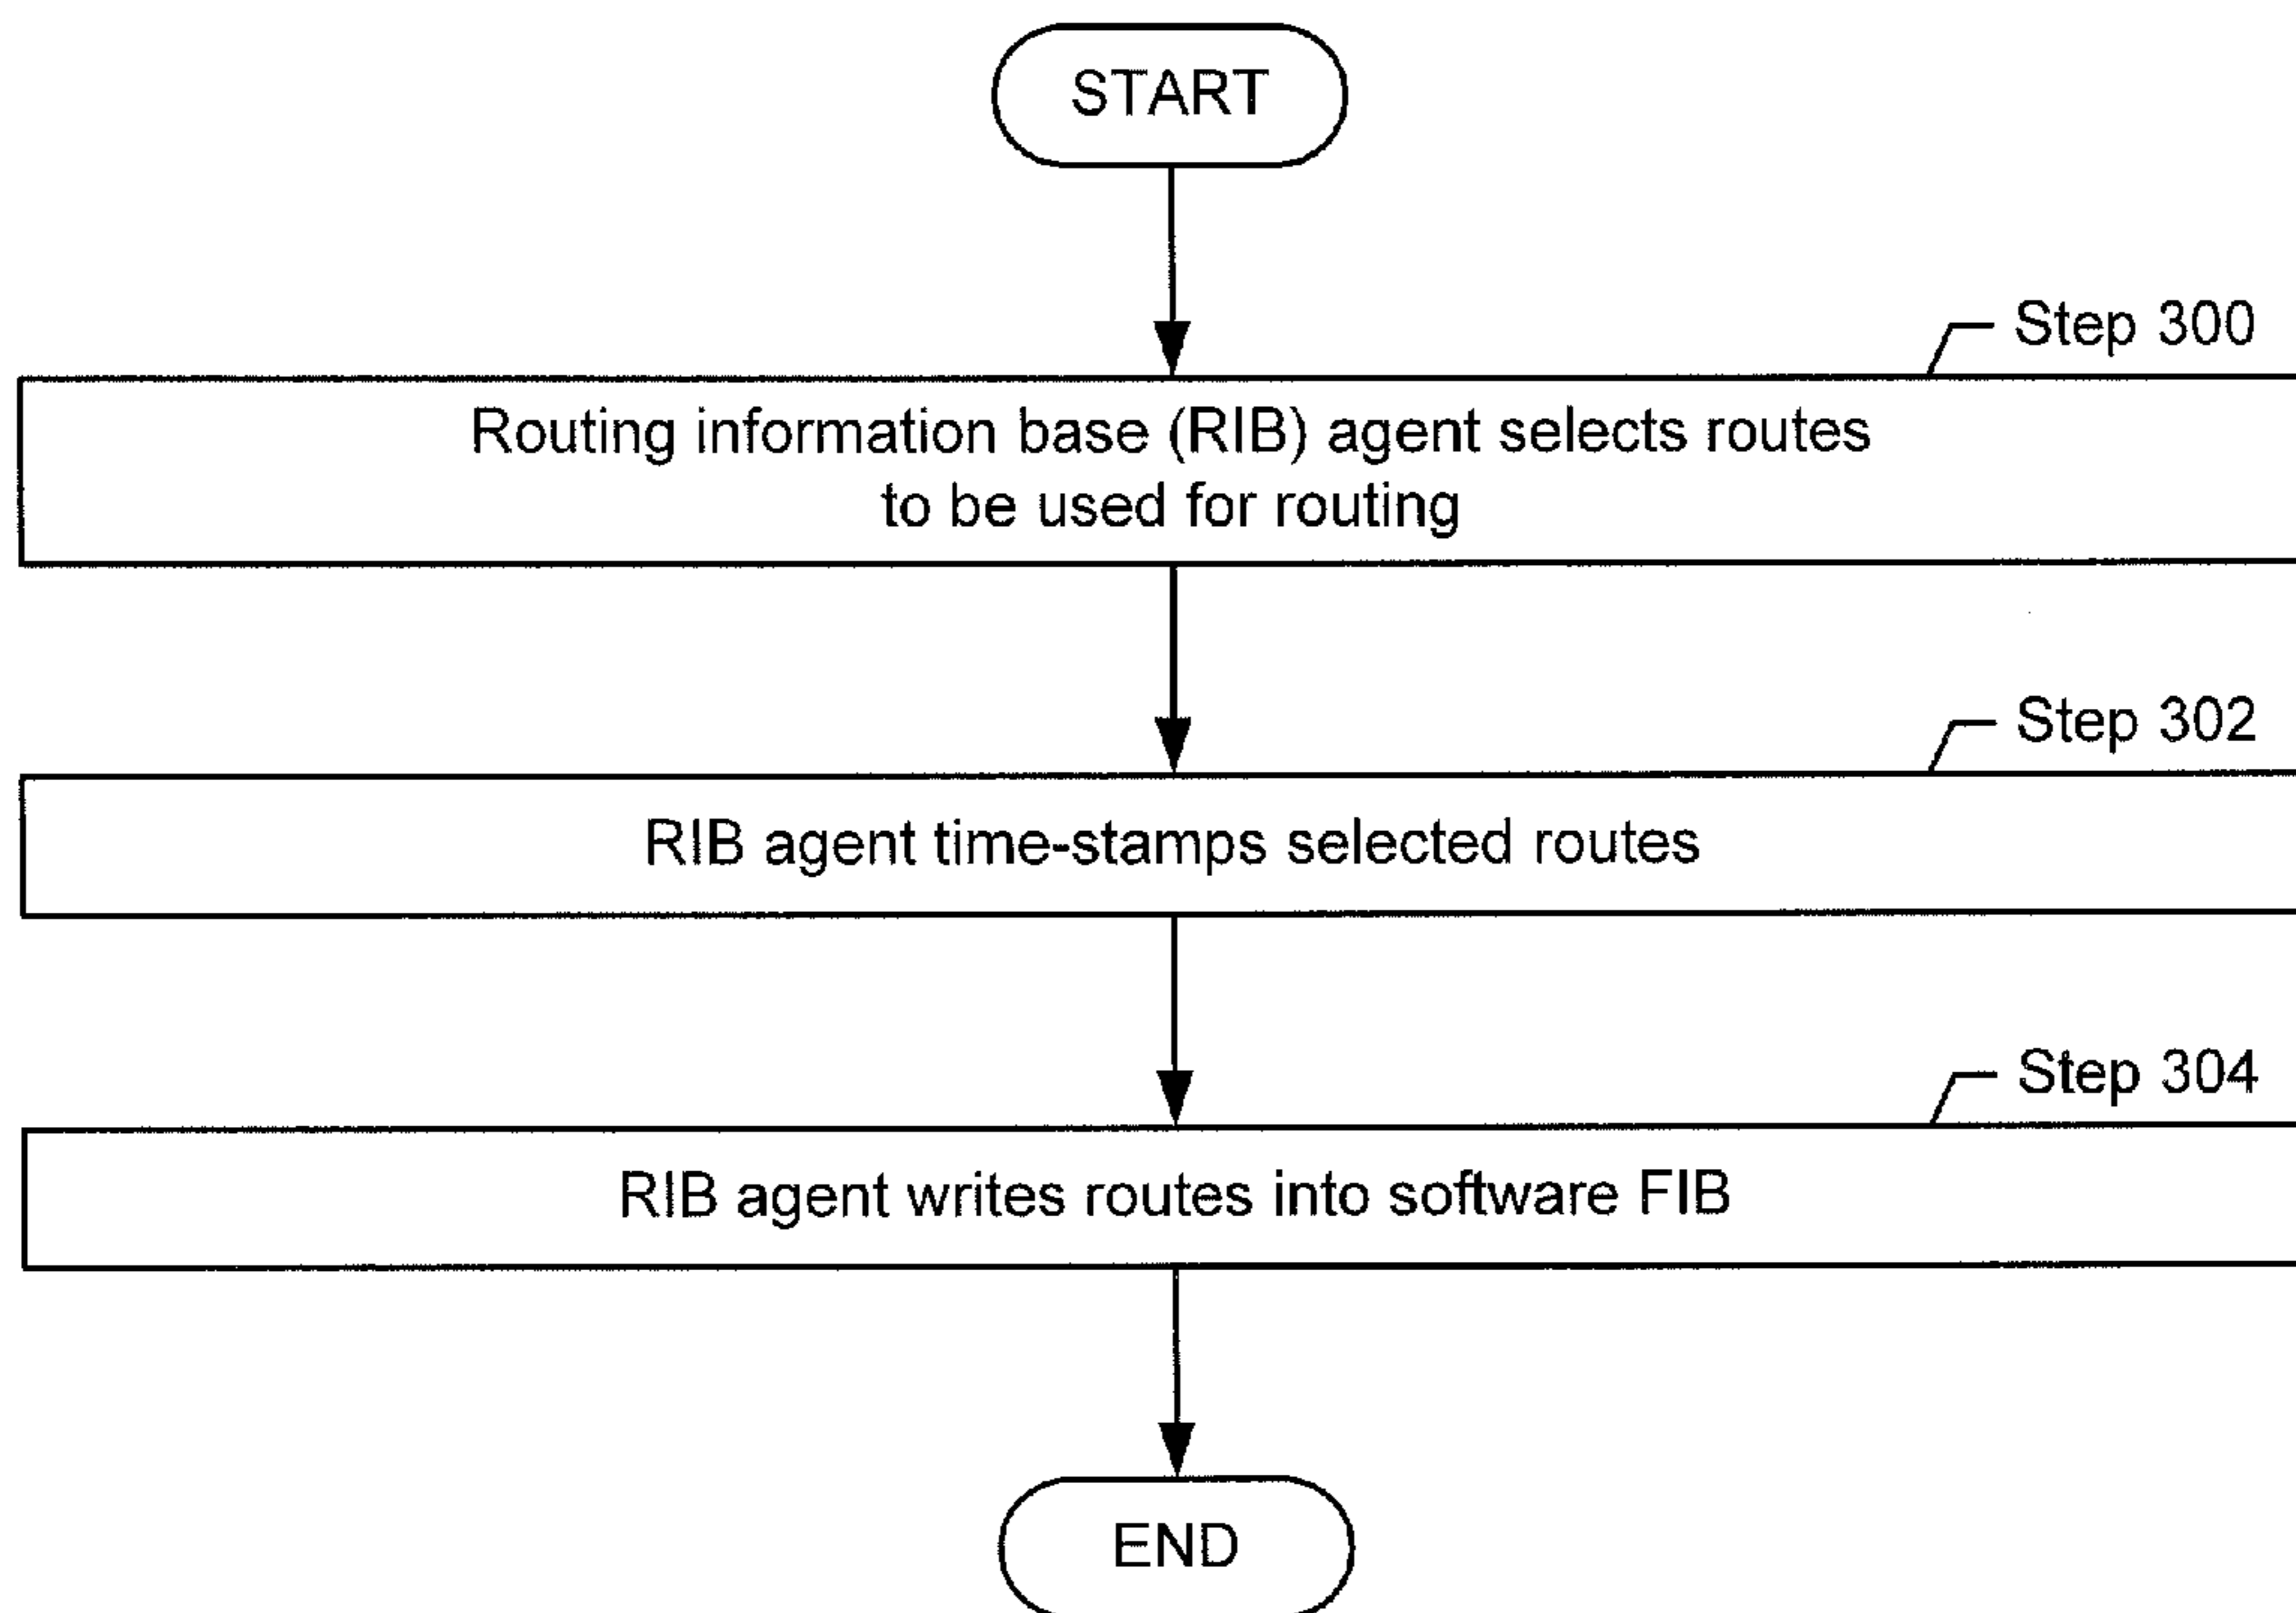 START
Step 300
Routing information base (RIB) agent selects routes
to be used for routing
Step 302
RIB agent time-stamps selected routes
Step 304
RIB agent writes routes into software FIB
END